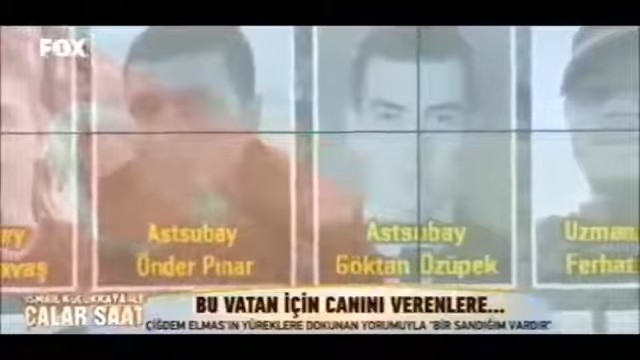 FOX
Astsubay
Önder Pınar
Astsubay
Göktan Özüpek
Uzman
Ferhat
İSMAİL KÜÇÜKKAYA İLE
ÇALAR SAAT
BU VATAN İÇİN CANINI VERENLERE...
ÇİĞDEM ELMAS'IN YÜREKLERE DOKUNAN YORUMUYLA "BİR SANDIĞIM VARDIR"